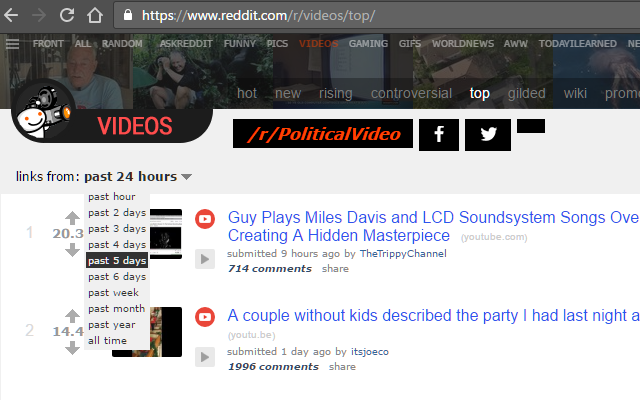 https://www.reddit.com/r/videos/top/
FRONT ALL RANDOM ASKREDDIT FUNNY PICS VIDEOS GAMING GIFS WORLDNEWS AWW TODAYILEARNED
hot new rising controversial top gilded wiki promo
VIDEOS
/r/PoliticalVideo
links from: past 24 hours
past hour
past 2 days
past 3 days
past 4 days
past 5 days
past 6 days
past week
past month
past year
all time
1
20.3
Guy Plays Miles Davis and LCD Soundsystem Songs Over
Creating A Hidden Masterpiece (youtube.com)
submitted 9 hours ago by TheTrippyChannel
714 comments share
2
14.4
A couple without kids described the party I had last night a
(youtu.be)
submitted 1 day ago by itsjoeco
1996 comments share